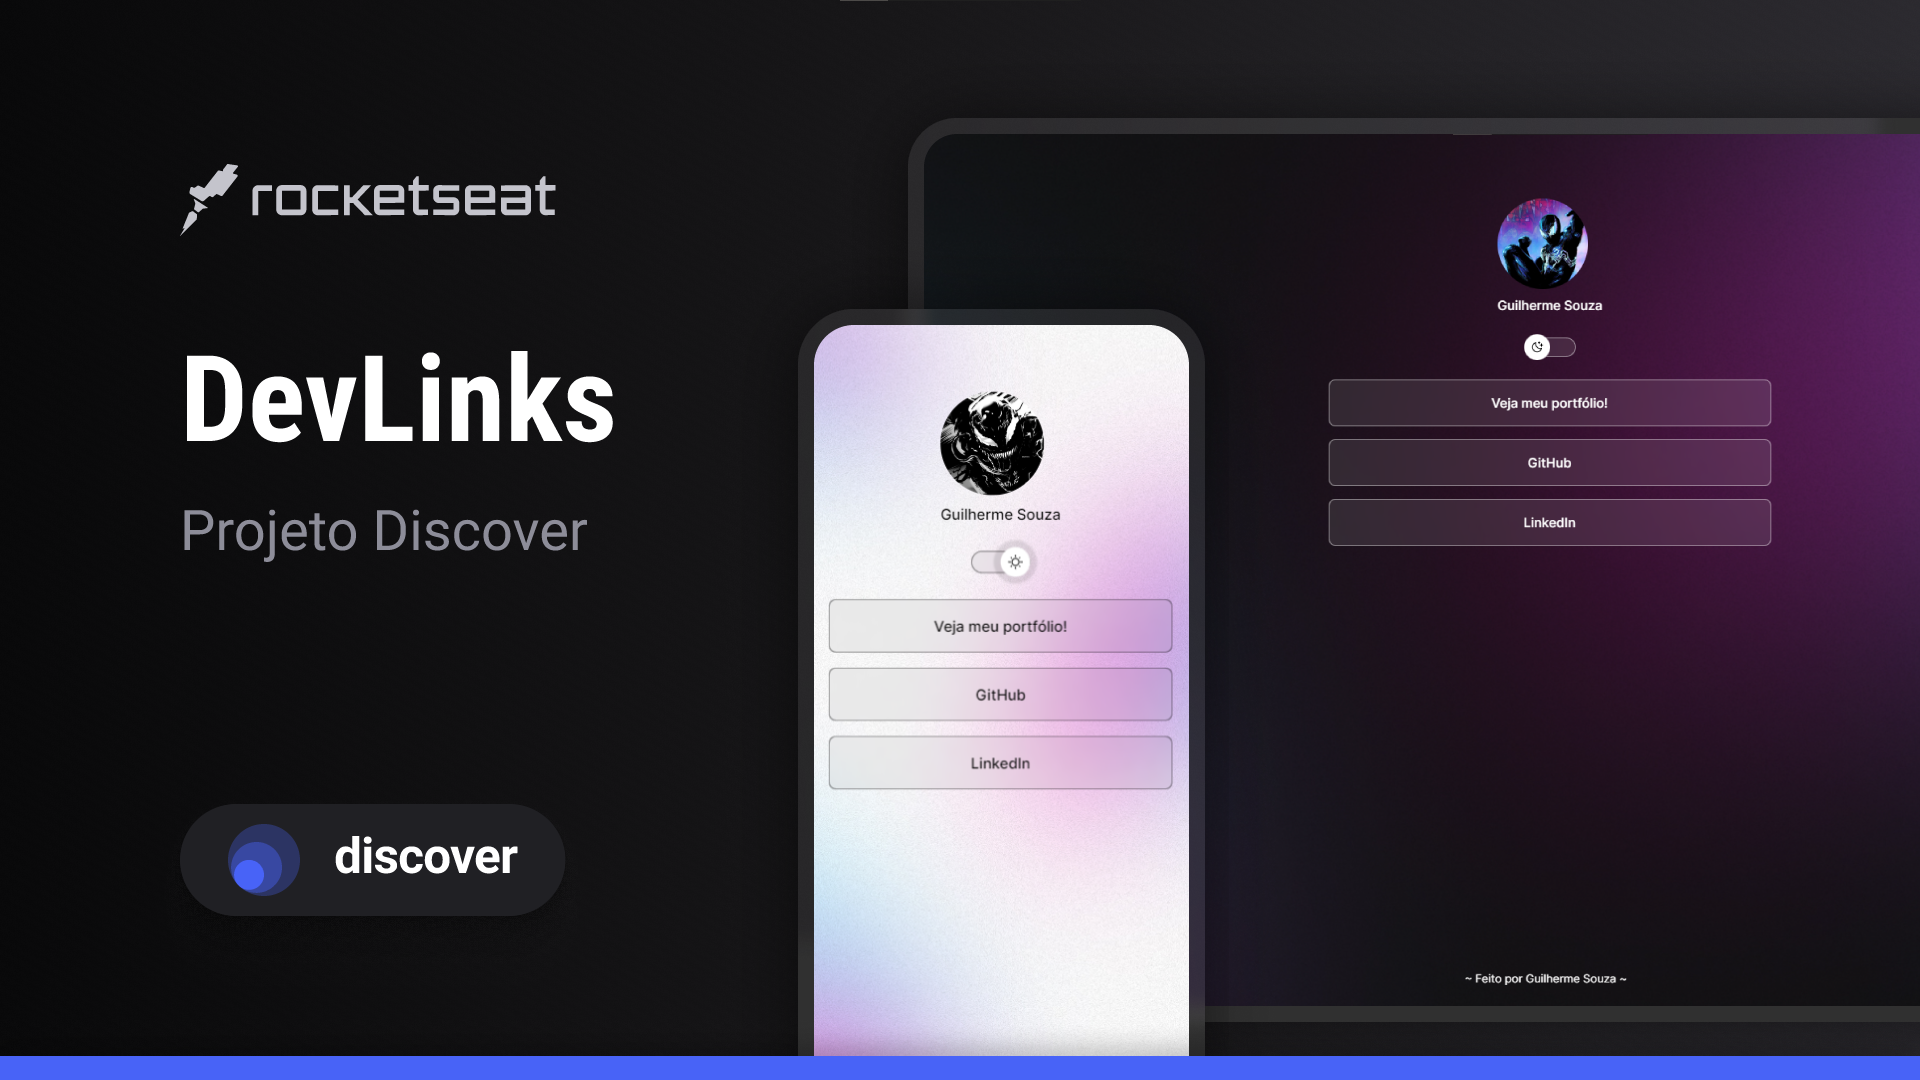 rocketseat
DevLinks
Projeto Discover
discover
Guilherme Souza
Veja meu portfólio!
GitHub
LinkedIn
Guilherme Souza
Veja meu portfólio!
GitHub
LinkedIn
~ Feito por Guilherme Souza ~